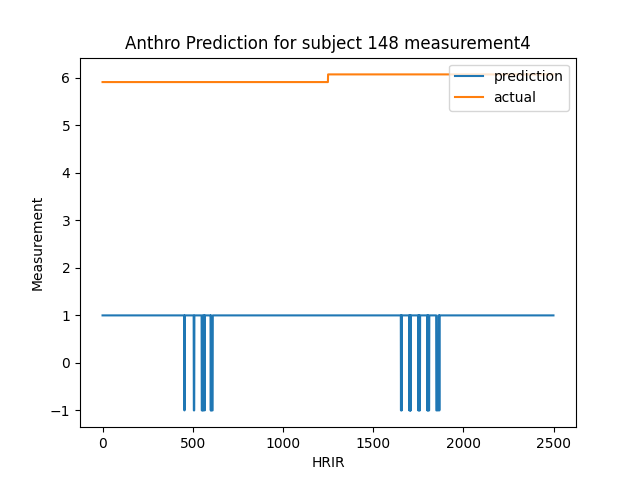 Anthro Prediction for subject 148 measurement4
prediction
actual
Measurement
6
5
4
3
2
1
0
−1
0 500 1000 1500 2000 2500
HRIR